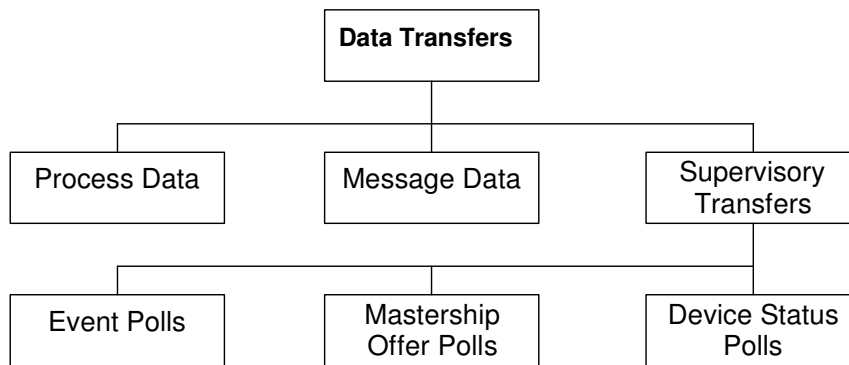 Data Transfers
Process Data
Message Data
Supervisory
Transfers
Event Polls
Mastership
Offer Polls
Device Status
Polls